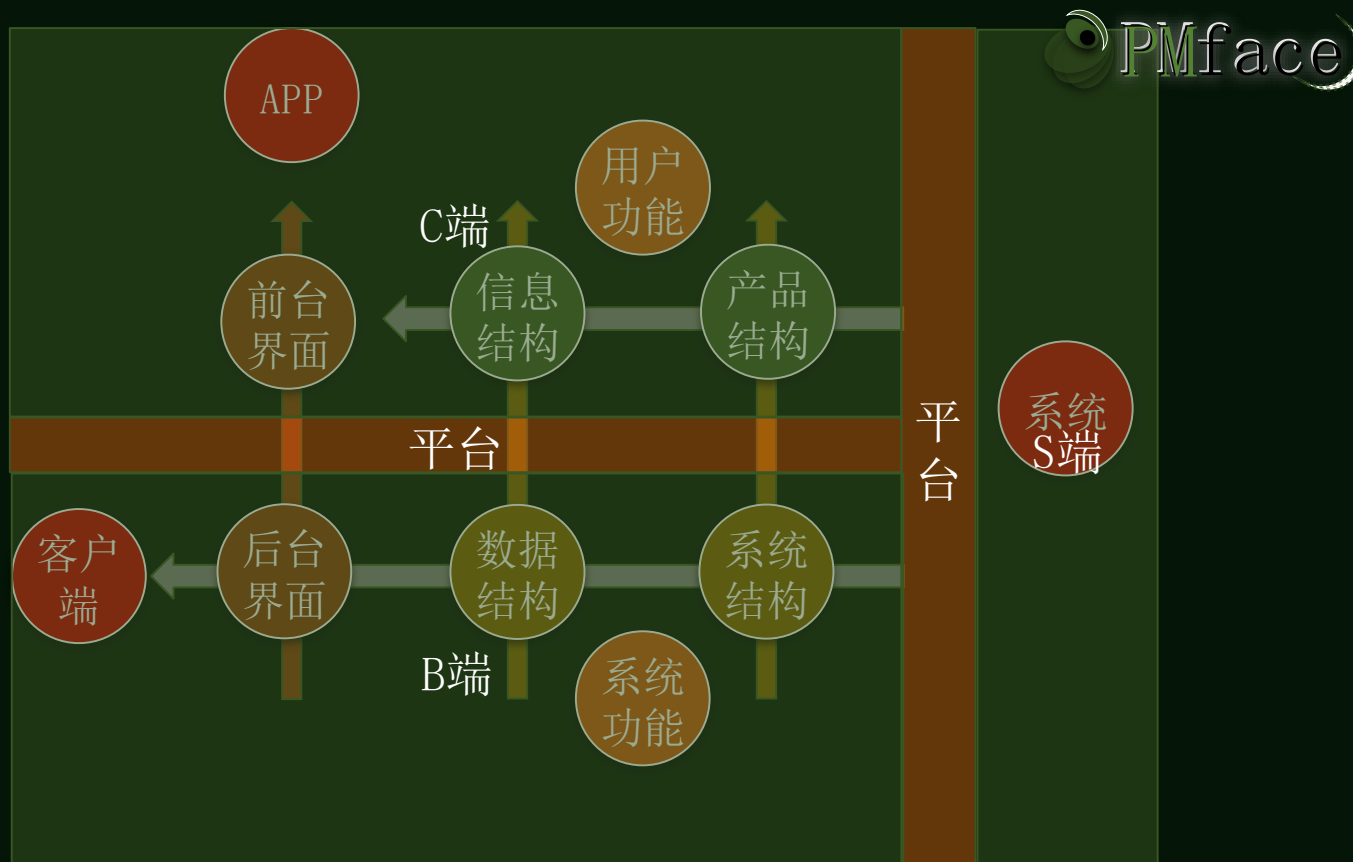 PMface
APP
用户
功能
C端
前台
界面
信息
结构
产品
结构
平台
平
台
系统
S端
客户
端
后台
界面
数据
结构
系统
结构
B端
系统
功能